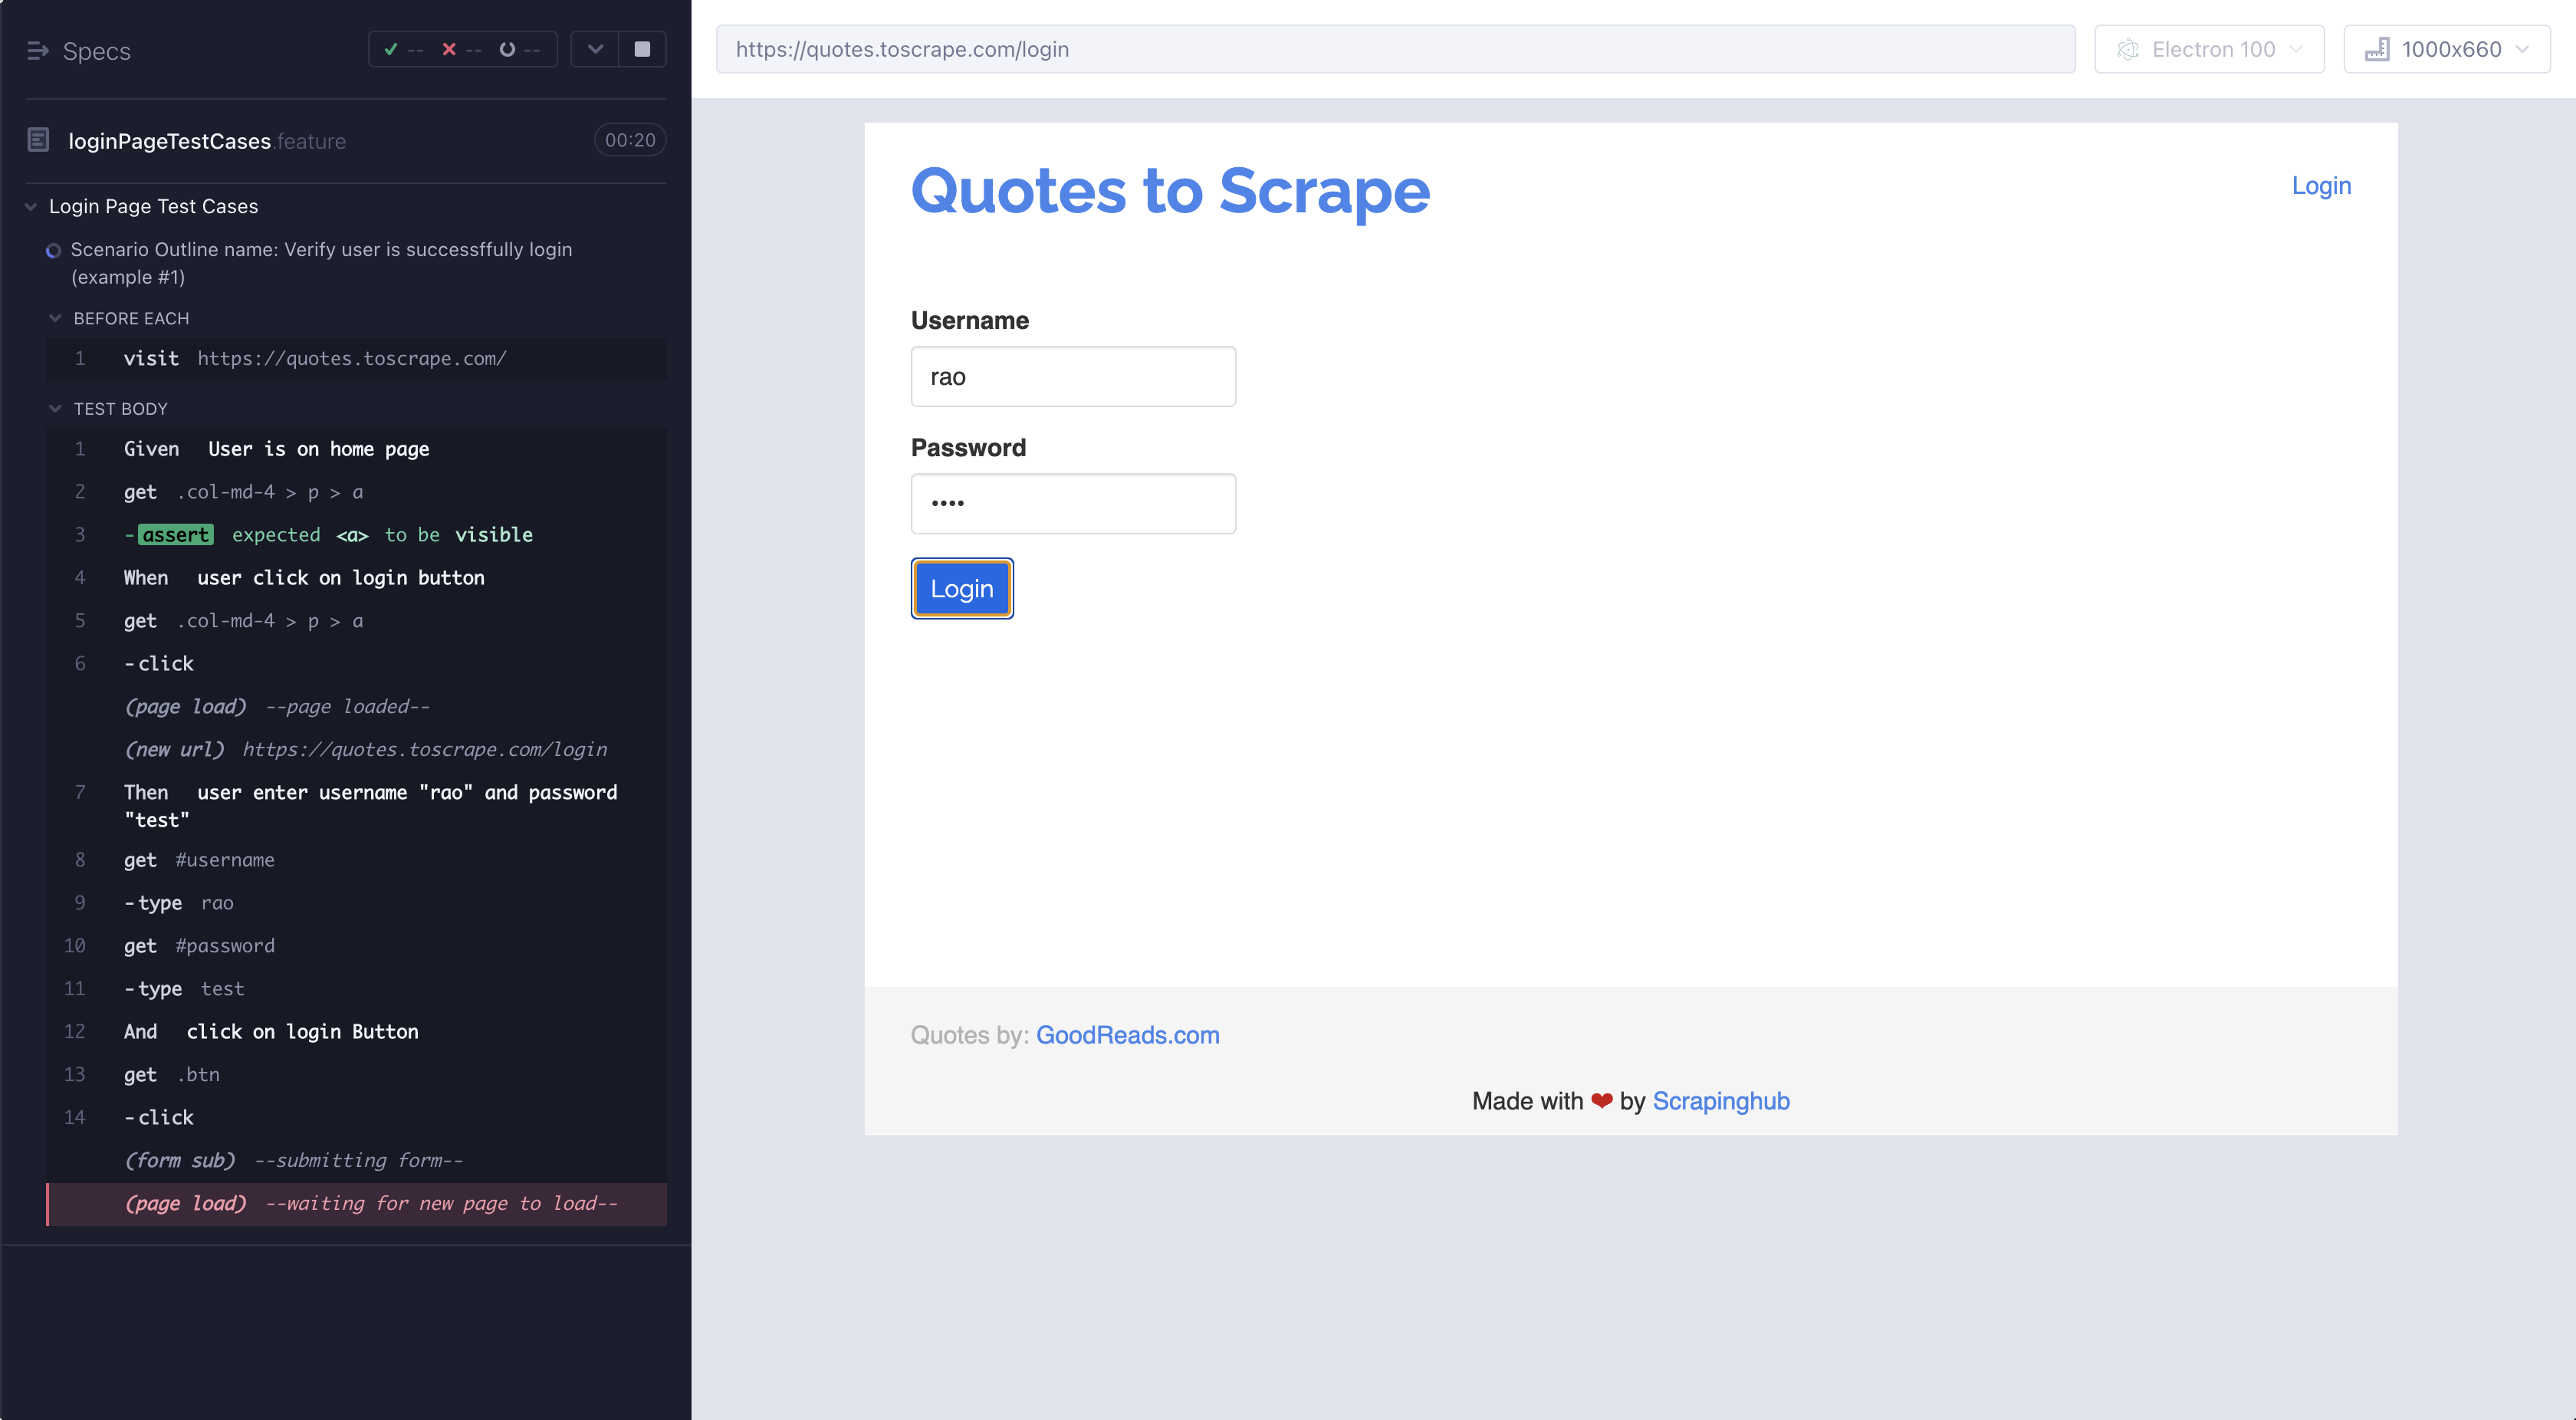 Specs
-- -- --
loginPageTestCases.feature 00:20
Login Page Test Cases
Scenario Outline name: Verify user is successffully login
(example #1)
BEFORE EACH
1 visit https://quotes.toscrape.com/
TEST BODY
1 Given User is on home page
2 get .col-md-4 > p > a
3 -assert expected <a> to be visible
4 When user click on login button
5 get .col-md-4 > p > a
6 -click
(page load) --page loaded--
(new url) https://quotes.toscrape.com/login
7 Then user enter username "rao" and password
"test"
8 get #username
9 -type rao
10 get #password
11 -type test
12 And click on login Button
13 get .btn
14 -click
(form sub) --submitting form--
(page load) --waiting for new page to load--
https://quotes.toscrape.com/login
Electron 100
1000x660
Quotes to Scrape
Login
Username
rao
Password
••••
Login
Quotes by: GoodReads.com
Made with ❤ by Scrapinghub